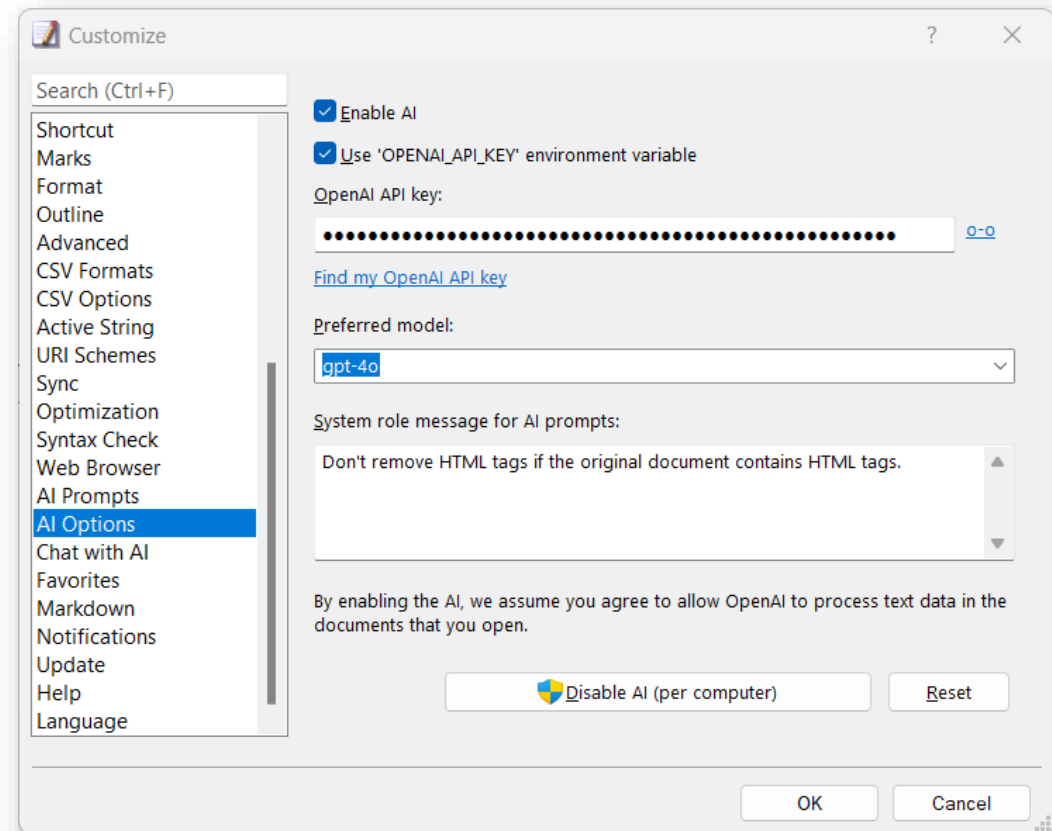 Customize
?
Search (Ctrl+F)
Shortcut
Marks
Format
Outline
Advanced
CSV Formats
CSV Options
Active String
URI Schemes
Sync
Optimization
Syntax Check
Web Browser
AI Prompts
AI Options
Chat with AI
Favorites
Markdown
Notifications
Update
Help
Language
Enable AI
Use 'OPENAI_API_KEY' environment variable
OpenAI API key:
•••••••••••••••••••••••••••••••••••••••••••••••••••
o-o
Find my OpenAI API key
Preferred model:
gpt-4o
System role message for AI prompts:
Don't remove HTML tags if the original document contains HTML tags.
By enabling the AI, we assume you agree to allow OpenAI to process text data in the
documents that you open.
Disable AI (per computer)
Reset
OK
Cancel